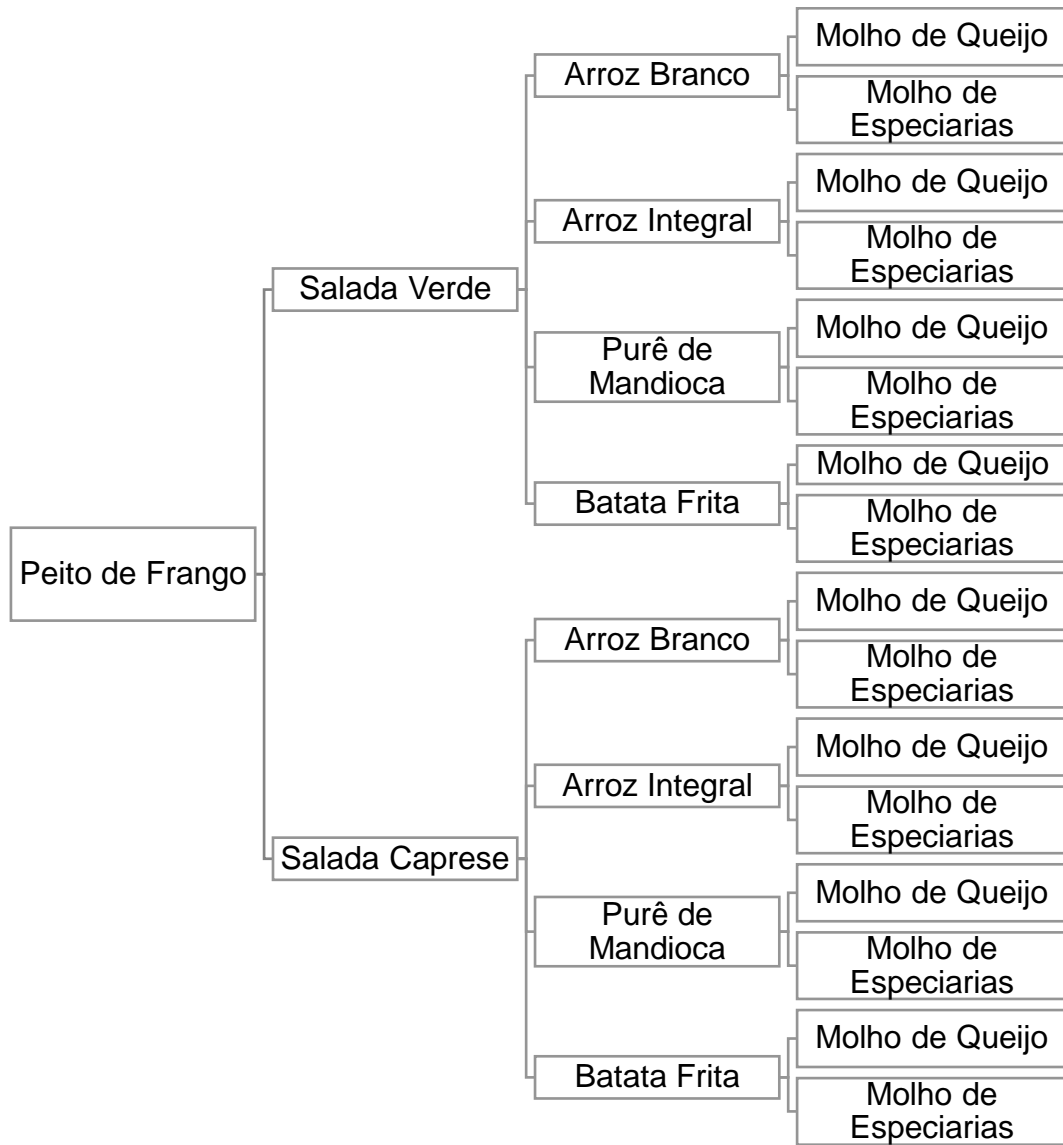 Peito de Frango
Salada Verde
Arroz Branco
Molho de Queijo
Molho de
Especiarias
Arroz Integral
Molho de Queijo
Molho de
Especiarias
Purê de
Mandioca
Molho de Queijo
Molho de
Especiarias
Batata Frita
Molho de Queijo
Molho de
Especiarias
Salada Caprese
Arroz Branco
Molho de Queijo
Molho de
Especiarias
Arroz Integral
Molho de Queijo
Molho de
Especiarias
Purê de
Mandioca
Molho de Queijo
Molho de
Especiarias
Batata Frita
Molho de Queijo
Molho de
Especiarias